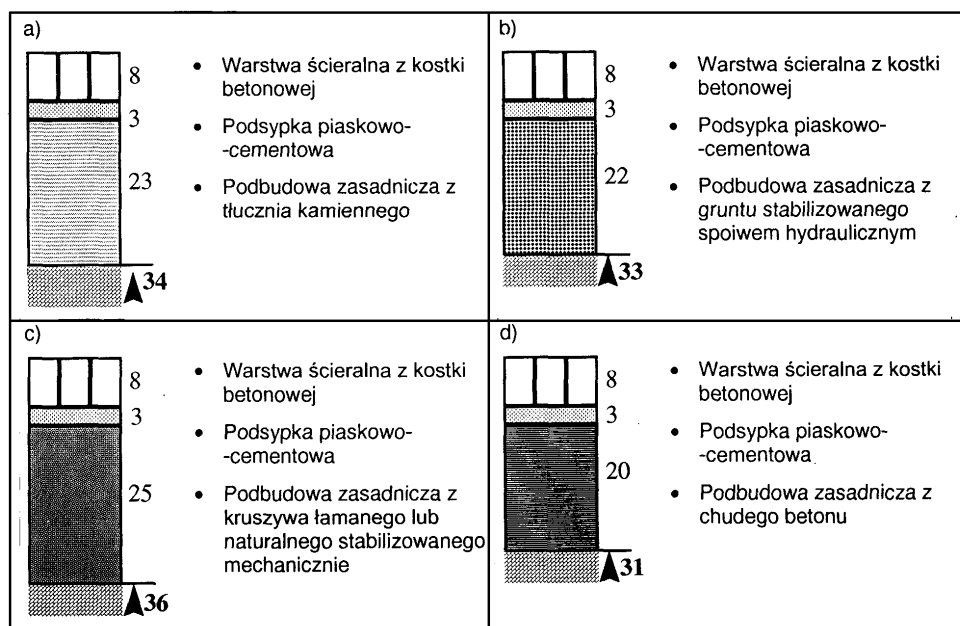 a)
8
3
23
34
• Warstwa ścieralna z kostki
betonowej
• Podsypka piaskowo-
-cementowa
• Podbudowa zasadnicza z
tłucznia kamiennego
b)
8
3
22
33
• Warstwa ścieralna z kostki
betonowej
• Podsypka piaskowo-
-cementowa
• Podbudowa zasadnicza z
gruntu stabilizowanego
spoiwem hydraulicznym
c)
8
3
25
36
• Warstwa ścieralna z kostki
betonowej
• Podsypka piaskowo-
-cementowa
• Podbudowa zasadnicza z
kruszywa łamanego lub
naturalnego stabilizowanego
mechanicznie
d)
8
3
20
31
• Warstwa ścieralna z kostki
betonowej
• Podsypka piaskowo-
-cementowa
• Podbudowa zasadnicza z
chudego betonu